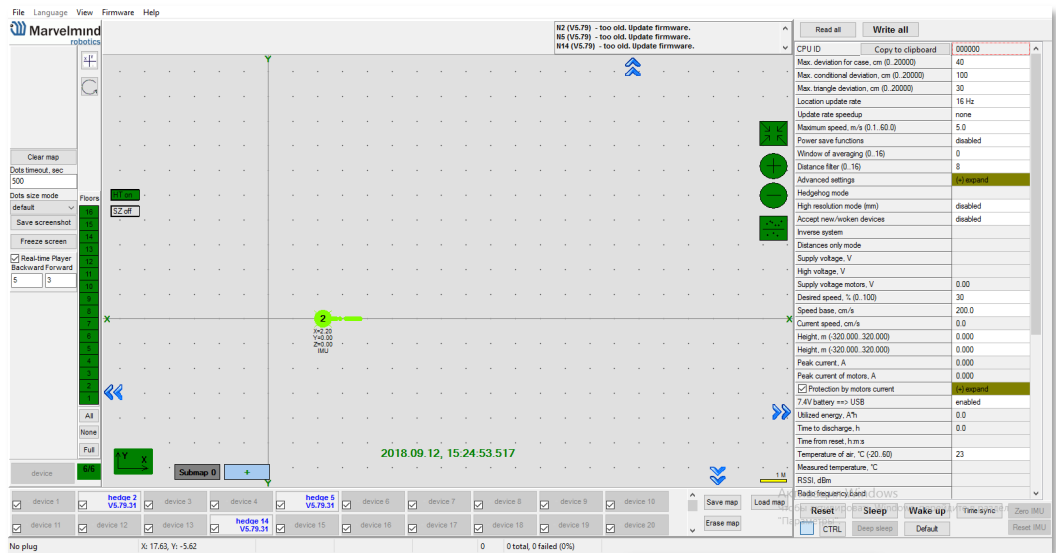 File Language View Firmware Help
Marvelmind
robotics
N2 (V5.79) - too old. Update firmware.
N5 (V5.79) - too old. Update firmware.
N14 (V5.79) - too old. Update firmware.
Read all Write all
CPU ID Copy to clipboard 000000
Max. deviation for case, cm (0..20000) 40
Max. conditional deviation, cm (0..20000) 100
Max. triangle deviation, cm (0..20000) 30
Location update rate 16 Hz
Update rate speedup none
Maximum speed, m/s (0.1..60.0) 5.0
Power save functions disabled
Window of averaging (0..16) 0
Distance filter (0..16) 8
Advanced settings (+) expand
Hedgehog mode
High resolution mode (mm) disabled
Accept new/woken devices disabled
Inverse system
Distances only mode
Supply voltage, V
High voltage, V
Supply voltage motors, V 0.00
Desired speed, % (0..100) 30
Speed base, cm/s 200.0
Current speed, cm/s 0.0
Height, m (-320.000..320.000) 0.000
Height, m (-320.000..320.000) 0.000
Peak current, A 0.000
Peak current of motors, A 0.000
Protection by motors current (+) expand
7.4V battery ==> USB enabled
Utilized energy, A*h 0.0
Time to discharge, h 0.0
Time from reset, h:m:s
Temperature of air, °C (-20..60) 23
Measured temperature, °C
RSSI, dBm
Radio frequency band
Reset Sleep Wake up Time sync Zero IMU
CTRL Deep sleep Default Reset IMU
Clear map
Dots timeout, sec
500
Dots size mode
default
Save screenshot
Freeze screen
Real-time Player
Backward Forward
5 3
device
Floors
16
15
14
13
12
11
10
9
8
7
6
5
4
3
2
1
All
None
Full
6/6
HT on
SZ off
Y
X X
2
X=2.20
Y=0.00
Z=0.00
IMU
2018.09.12, 15:24:53.517
Y X
Submap 0 +
Y
1 M
device 1 hedge 2 V5.79.31 device 3 device 4 hedge 5 V5.79.31 device 6 device 7 device 8 device 9 device 10
device 11 device 12 device 13 hedge 14 V5.79.31 device 15 device 16 device 17 device 18 device 19 device 20
Save map Load map
Erase map
No plug X: 17.63, Y: -5.62 0 0 total, 0 failed (0%)